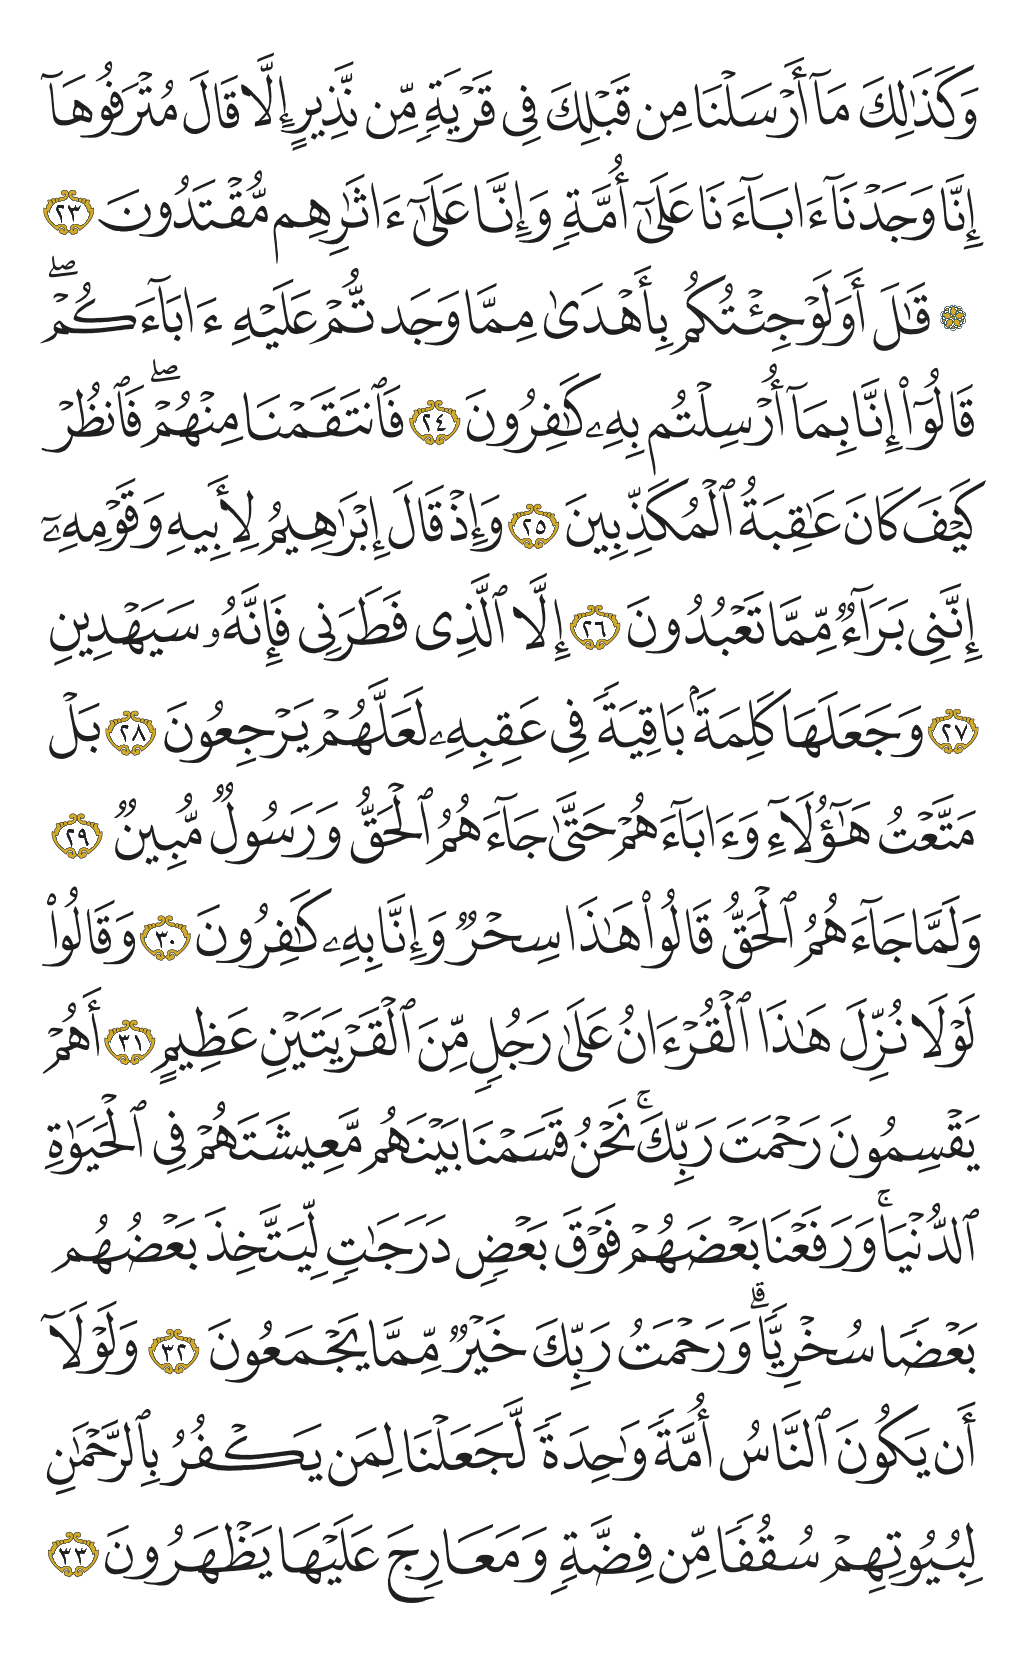 وَكَذَٰلِكَ مَآ أَرْسَلْنَا مِن قَبْلِكَ فِى قَرْيَةٍ مِّن نَّذِيرٍ إِلَّا قَالَ مُتْرَفُوهَآ
إِنَّا وَجَدْنَآ ءَابَآءَنَا عَلَىٰٓ أُمَّةٍ وَإِنَّا عَلَىٰٓ ءَاثَٰرِهِم مُّقْتَدُونَ ٢٣
۞ قَٰلَ أَوَلَوْ جِئْتُكُم بِأَهْدَىٰ مِمَّا وَجَدتُّمْ عَلَيْهِ ءَابَآءَكُمْ ۖ
قَالُوٓا۟ إِنَّا بِمَآ أُرْسِلْتُم بِهِۦ كَٰفِرُونَ ٢٤ فَٱنتَقَمْنَا مِنْهُمْ ۖ فَٱنظُرْ
كَيْفَ كَانَ عَٰقِبَةُ ٱلْمُكَذِّبِينَ ٢٥ وَإِذْ قَالَ إِبْرَٰهِيمُ لِأَبِيهِ وَقَوْمِهِۦٓ
إِنَّنِى بَرَآءٌ مِّمَّا تَعْبُدُونَ ٢٦ إِلَّا ٱلَّذِى فَطَرَنِى فَإِنَّهُۥ سَيَهْدِينِ
٢٧ وَجَعَلَهَا كَلِمَةًۢ بَاقِيَةً فِى عَقِبِهِۦ لَعَلَّهُمْ يَرْجِعُونَ ٢٨ بَلْ
مَتَّعْتُ هَٰٓؤُلَآءِ وَءَابَآءَهُمْ حَتَّىٰ جَآءَهُمُ ٱلْحَقُّ وَرَسُولٌ مُّبِينٌ ٢٩
وَلَمَّا جَآءَهُمُ ٱلْحَقُّ قَالُوا۟ هَٰذَا سِحْرٌ وَإِنَّا بِهِۦ كَٰفِرُونَ ٣٠ وَقَالُوا۟
لَوْلَا نُزِّلَ هَٰذَا ٱلْقُرْءَانُ عَلَىٰ رَجُلٍ مِّنَ ٱلْقَرْيَتَيْنِ عَظِيمٍ ٣١ أَهُمْ
يَقْسِمُونَ رَحْمَتَ رَبِّكَ ۚ نَحْنُ قَسَمْنَا بَيْنَهُم مَّعِيشَتَهُمْ فِى ٱلْحَيَوٰةِ
ٱلدُّنْيَا ۚ وَرَفَعْنَا بَعْضَهُمْ فَوْقَ بَعْضٍ دَرَجَٰتٍ لِّيَتَّخِذَ بَعْضُهُم
بَعْضًا سُخْرِيًّا ۗ وَرَحْمَتُ رَبِّكَ خَيْرٌ مِّمَّا يَجْمَعُونَ ٣٢ وَلَوْلَآ
أَن يَكُونَ ٱلنَّاسُ أُمَّةً وَٰحِدَةً لَّجَعَلْنَا لِمَن يَكْفُرُ بِٱلرَّحْمَٰنِ
لِبُيُوتِهِمْ سُقُفًا مِّن فِضَّةٍ وَمَعَارِجَ عَلَيْهَا يَظْهَرُونَ ٣٣